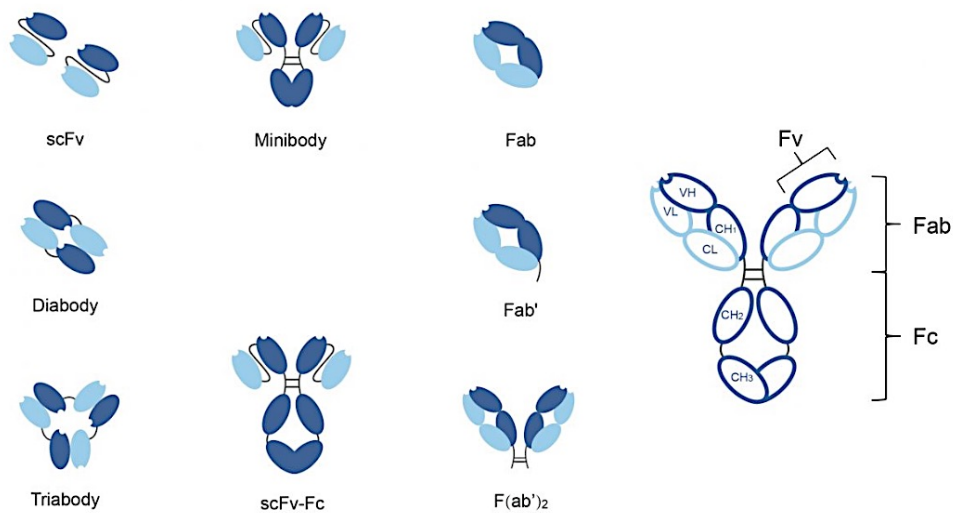 scFv
Minibody
Fab
Diabody
Fab'
Triabody
scFv-Fc
F(ab')₂
Fv
VH
VL
CH₁
CL
Fab
CH₂
Fc
CH₃